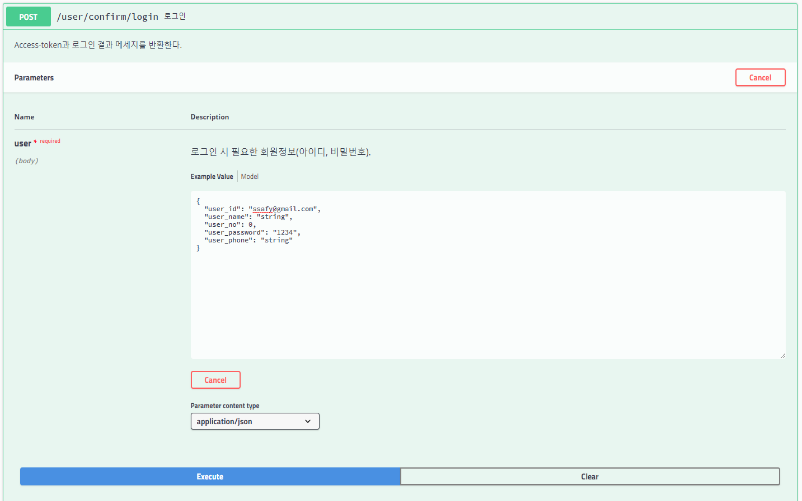 POST /user/confirm/login 로그인
Access-token과 로그인 결과 메세지를 반환한다.
Parameters Cancel
Name Description
user * required
(body)
로그인 시 필요한 회원정보(아이디, 비밀번호).
Example Value Model
{
"user_id": "ssafy@gmail.com",
"user_name": "string",
"user_no": 0,
"user_password": "1234",
"user_phone": "string"
}
Cancel
Parameter content type
application/json
Execute Clear